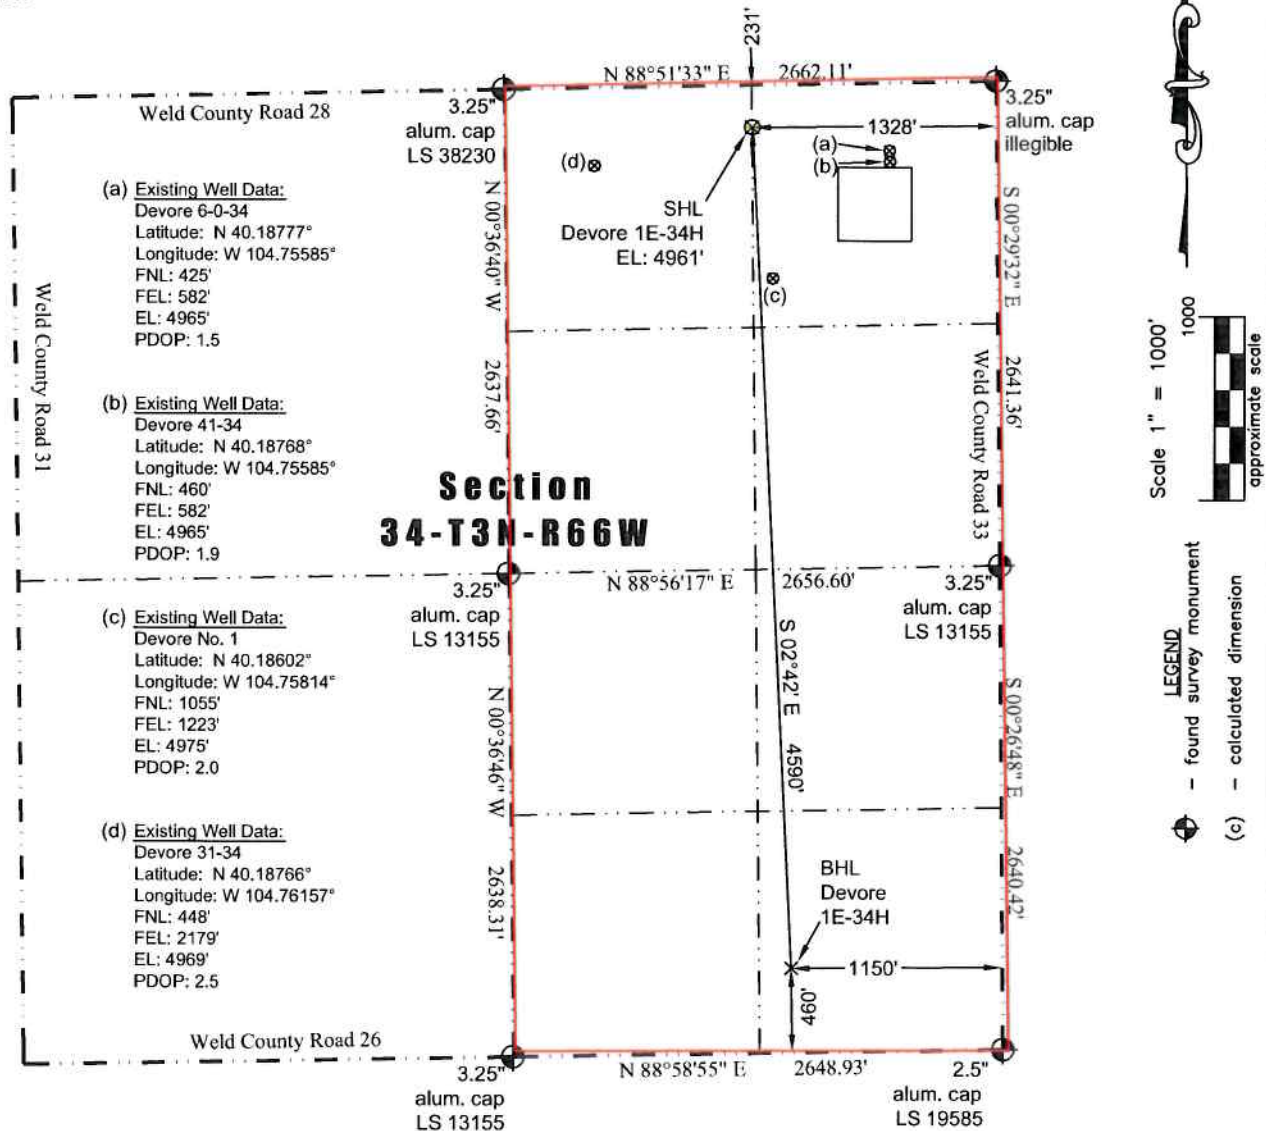 231'
N 88°51'33" E 2662.11'
Weld County Road 28
3.25"
alum. cap
LS 38230
3.25"
alum. cap
illegible
1328'
(a)
(b)
(d)
SHL
Devore 1E-34H
EL: 4961'
(c)
(a) Existing Well Data:
Devore 6-0-34
Latitude: N 40.18777°
Longitude: W 104.75585°
FNL: 425'
FEL: 582'
EL: 4965'
PDOP: 1.5
(b) Existing Well Data:
Devore 41-34
Latitude: N 40.18768°
Longitude: W 104.75585°
FNL: 460'
FEL: 582'
EL: 4965'
PDOP: 1.9
(c) Existing Well Data:
Devore No. 1
Latitude: N 40.18602°
Longitude: W 104.75814°
FNL: 1055'
FEL: 1223'
EL: 4975'
PDOP: 2.0
(d) Existing Well Data:
Devore 31-34
Latitude: N 40.18766°
Longitude: W 104.76157°
FNL: 448'
FEL: 2179'
EL: 4969'
PDOP: 2.5
Weld County Road 31
N 00°36'40" W 2637.66'
S 00°29'32" E 2641.36'
Weld County Road 33
Section
34-T3N-R66W
N 88°56'17" E 2656.60'
3.25"
alum. cap
LS 13155
3.25"
alum. cap
LS 13155
S 02°42' E 4590'
N 00°36'46" W 2638.31'
S 00°26'48" E 2640.42'
BHL
Devore
1E-34H
1150'
460'
Weld County Road 26
N 88°58'55" E 2648.93'
3.25"
alum. cap
LS 13155
2.5"
alum. cap
LS 19585
Scale 1" = 1000'
1000
approximate scale
LEGEND
- found survey monument
(c) - calculated dimension